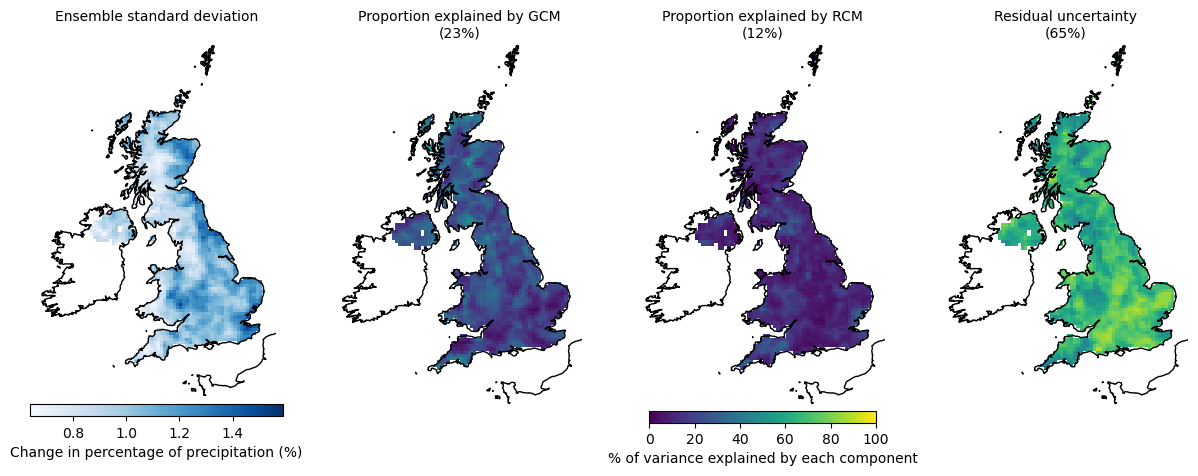 Ensemble standard deviation
Proportion explained by GCM
(23%)
Proportion explained by RCM
(12%)
Residual uncertainty
(65%)
0.8 1.0 1.2 1.4
Change in percentage of precipitation (%)
0 20 40 60 80 100
% of variance explained by each component